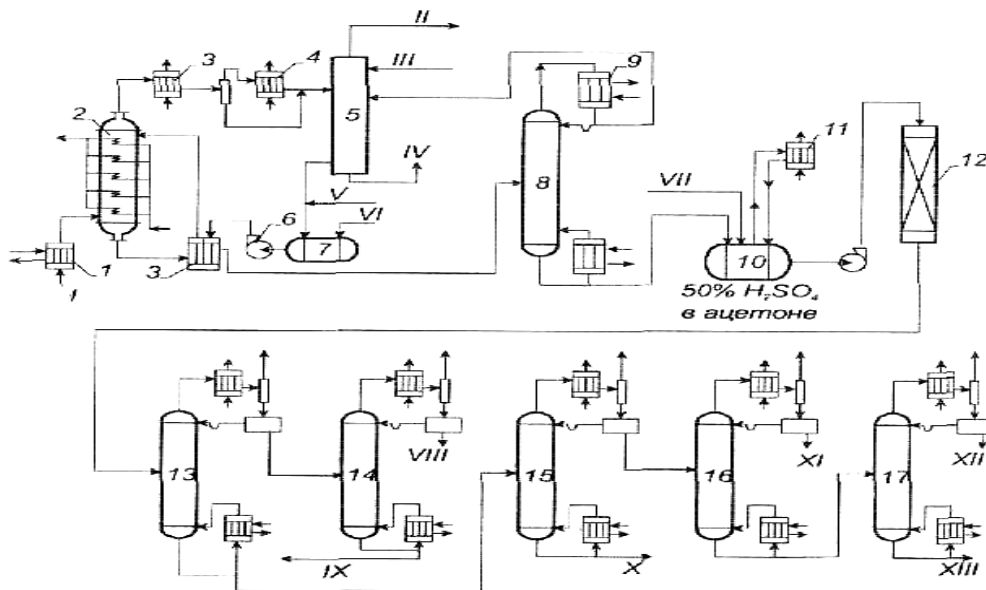 II
3
4
III
9
2
5
IV
11
8
12
V
VII
VI
6
7
10
1
3
I
50% H₂SO₄
в ацетоне
13
14
15
16
17
VIII
XI
XII
IX
X
XIII